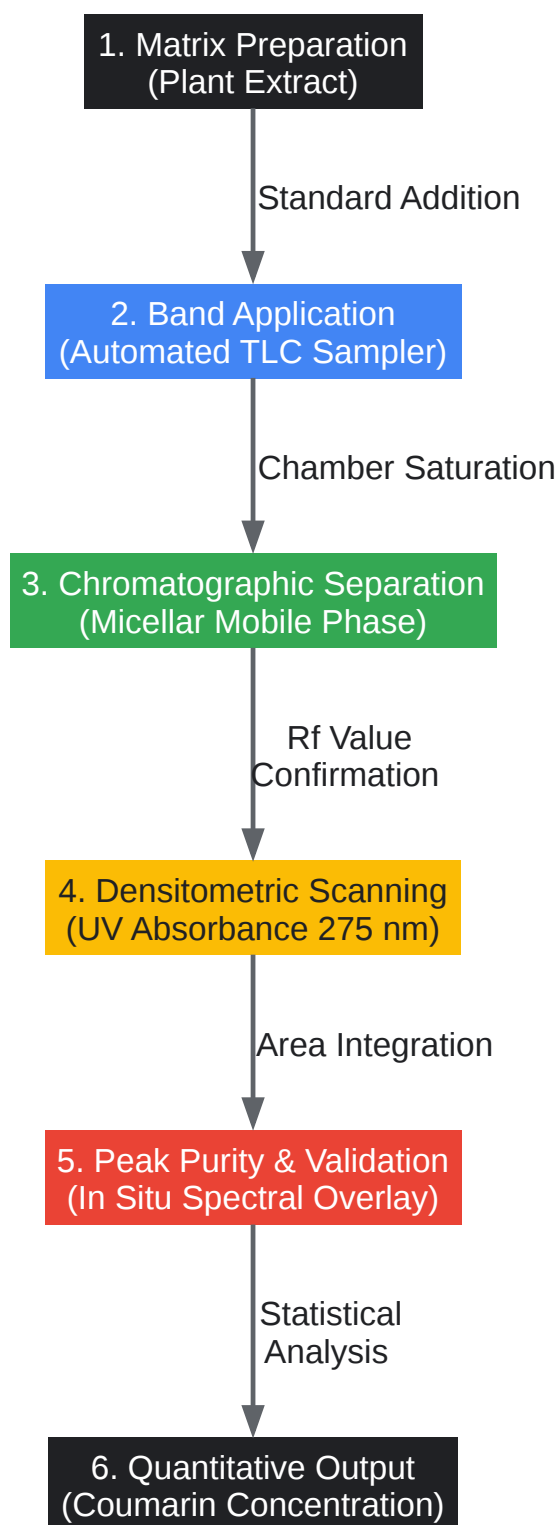 1. Matrix Preparation
(Plant Extract)
Standard Addition
2. Band Application
(Automated TLC Sampler)
Chamber Saturation
3. Chromatographic Separation
(Micellar Mobile Phase)
Rf Value
Confirmation
4. Densitometric Scanning
(UV Absorbance 275 nm)
Area Integration
5. Peak Purity & Validation
(In Situ Spectral Overlay)
Statistical
Analysis
6. Quantitative Output
(Coumarin Concentration)